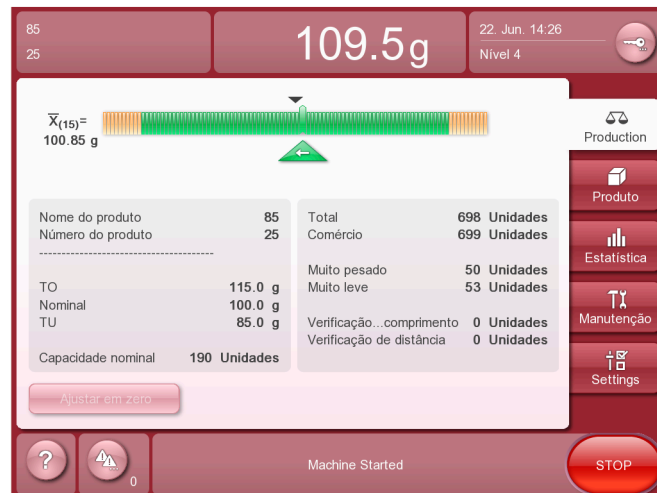 85
25
109.5g
22. Jun. 14:26
Nível 4
X(15)=
100.85 g
Production
Produto
Estatística
Manutenção
Settings
Nome do produto 85
Número do produto 25
---------------------------------------
TO 115.0 g
Nominal 100.0 g
TU 85.0 g
Capacidade nominal 190 Unidades
Total 698 Unidades
Comércio 699 Unidades
Muito pesado 50 Unidades
Muito leve 53 Unidades
Verificação...comprimento 0 Unidades
Verificação de distância 0 Unidades
Ajustar em zero
?
0
Machine Started
STOP